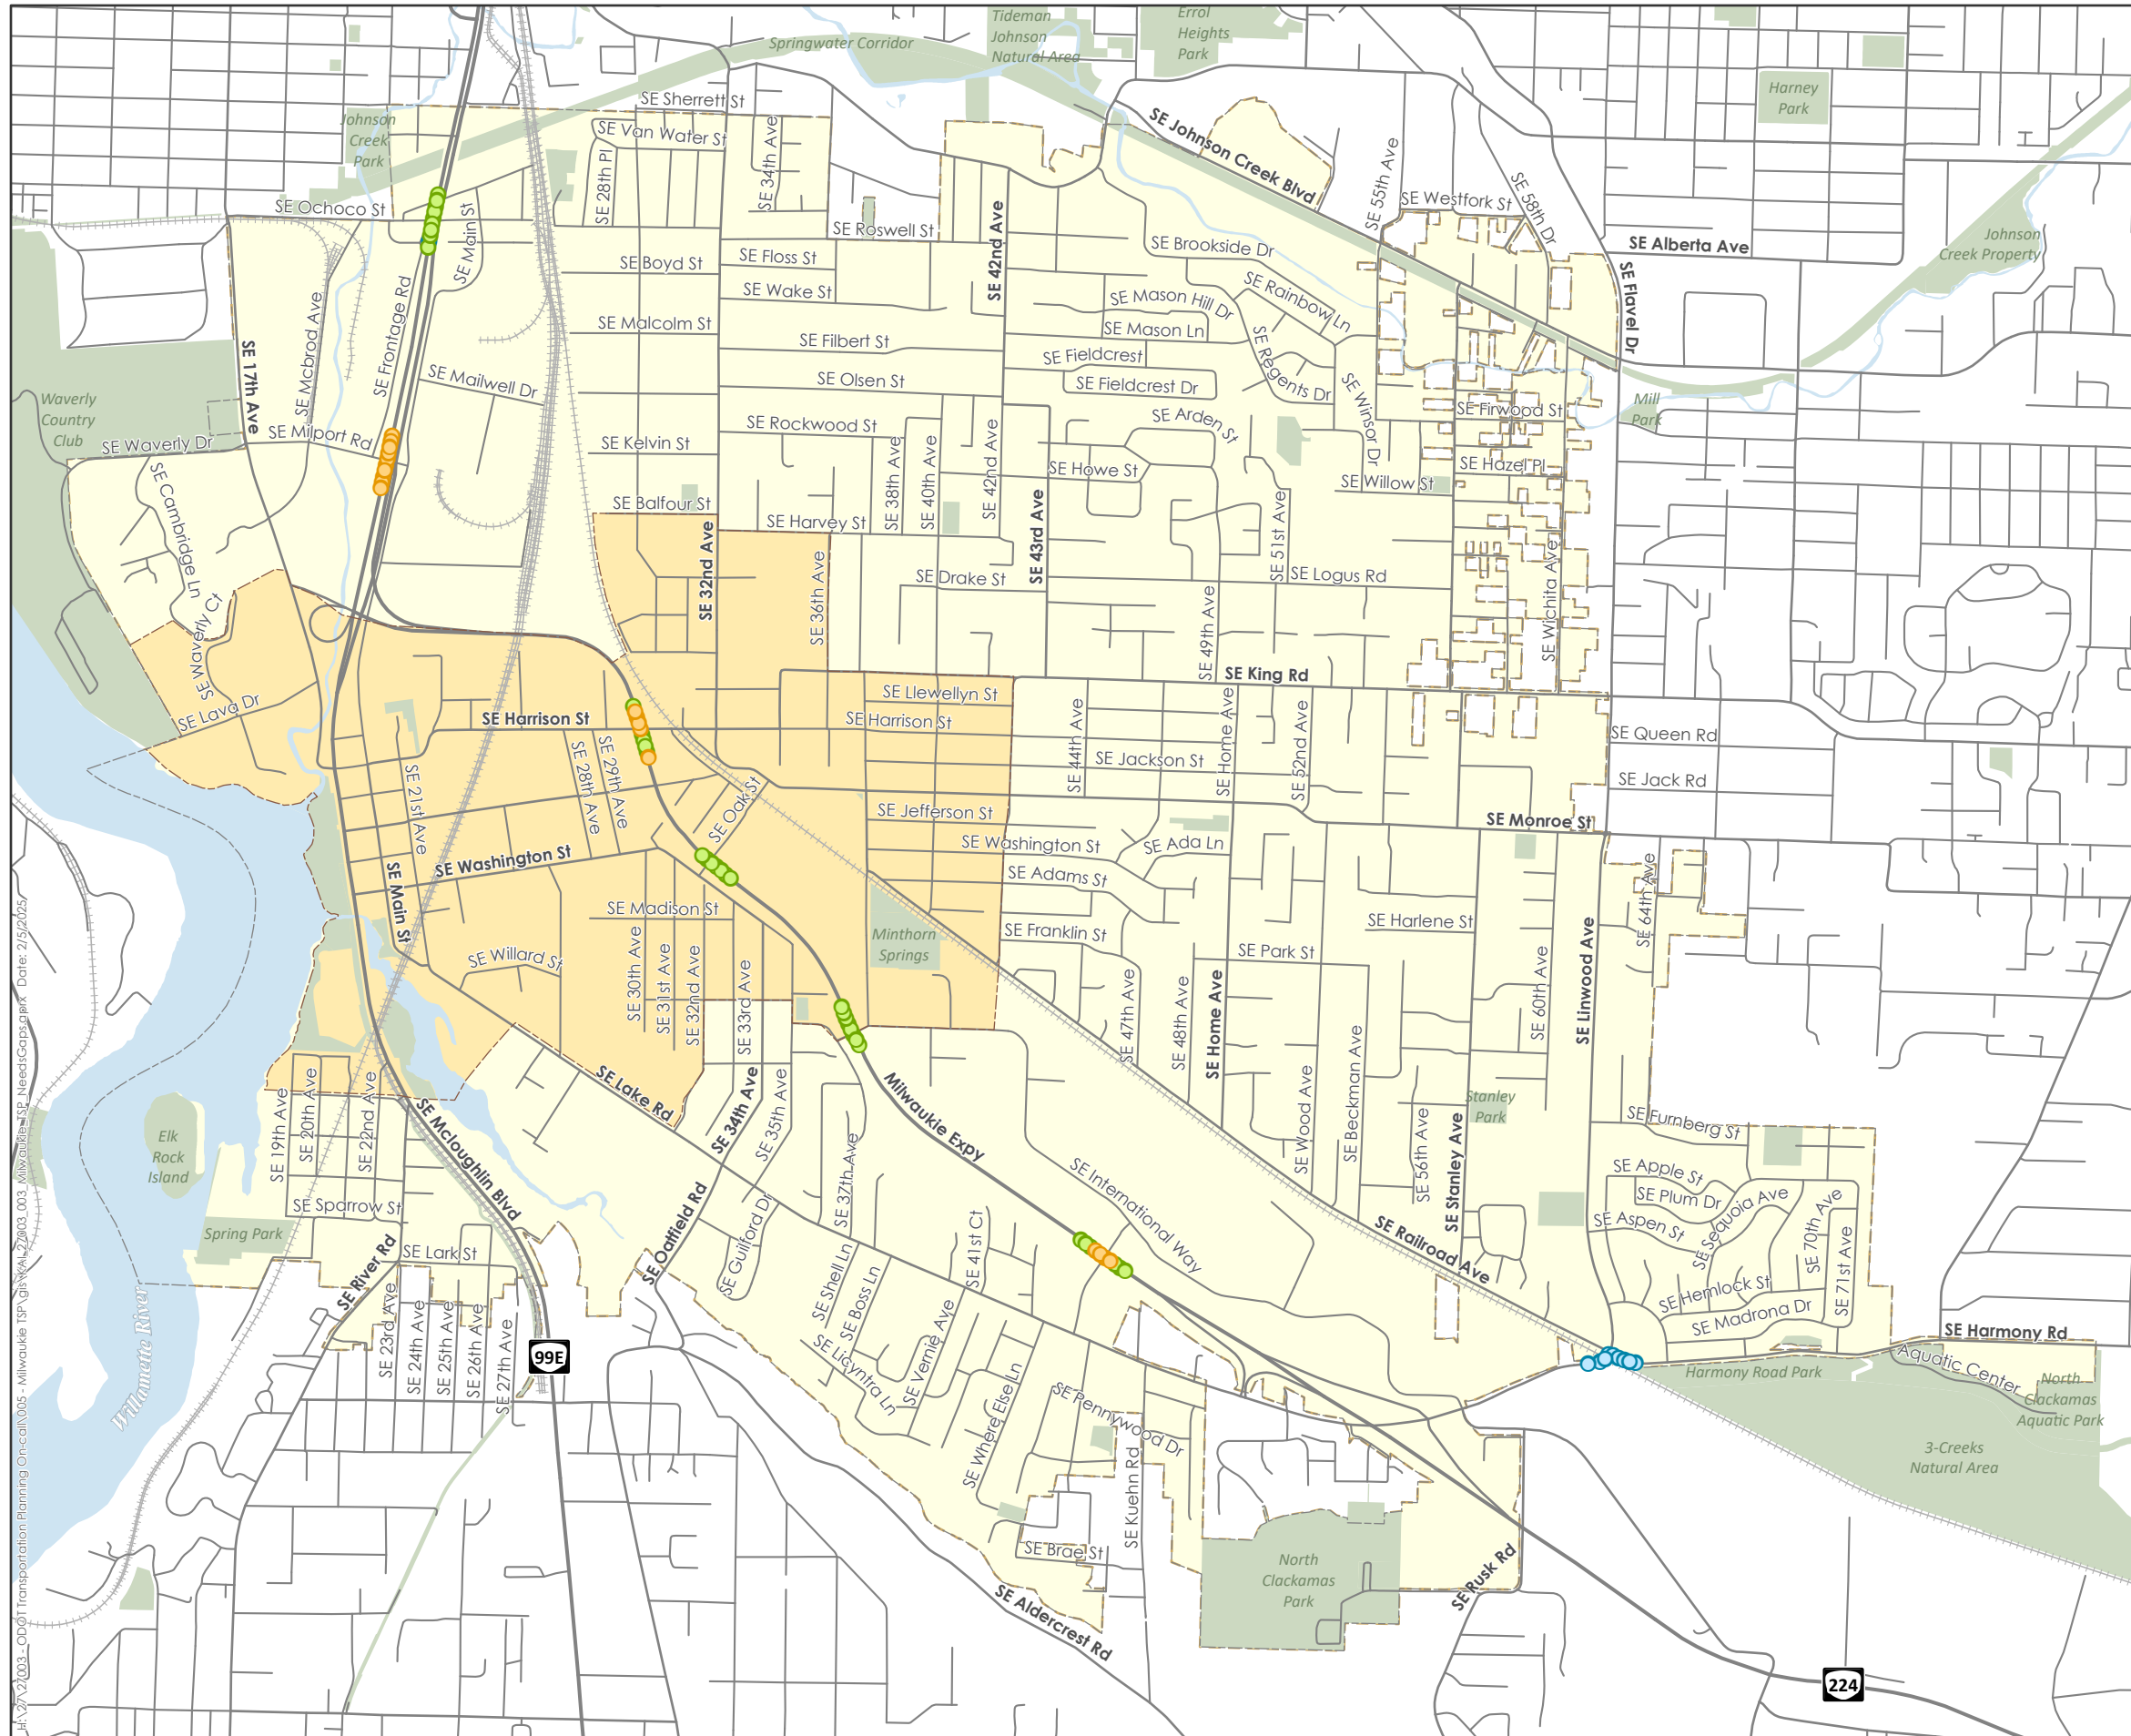 Springwater Corridor
Tideman
Johnson
Natural Area
Errol
Heights
Park
Harney
Park
Johnson
Creek
Park
SE Sherrett St
SE Van Water St
SE 28th Pl
SE 34th Ave
SE Johnson Creek Blvd
SE 55th Ave
SE Westfork St
SE 58th Dr
SE Ochoco St
SE Main St
SE Roswell St
SE 42nd Ave
SE Brookside Dr
SE Alberta Ave
Johnson
Creek Property
SE Boyd St
SE Floss St
SE Wake St
SE Mason Hill Dr
SE Rainbow Ln
SE Flavel Dr
SE Malcolm St
SE Mason Ln
SE Filbert St
SE Fieldcrest
SE Regents Dr
SE 17th Ave
SE Mcbrod Ave
SE Frontage Rd
SE Mailwell Dr
SE Olsen St
SE Fieldcrest Dr
SE Winsor Dr
Waverly
Country
Club
SE Milport Rd
SE Waverly Dr
SE Rockwood St
SE Arden St
SE Firwood St
Mill
Park
SE Kelvin St
SE 38th Ave
SE 40th Ave
SE 42nd Ave
SE Howe St
SE Hazel Pl
SE Willow St
SE Cambridge Ln
SE Balfour St
SE Harvey St
SE 32nd Ave
SE 36th Ave
SE 43rd Ave
SE 51st Ave
SE Drake St
SE Logus Rd
SE Wichita Ave
SE Waverly Ct
SE 49th Ave
SE King Rd
SE Lava Dr
SE Llewellyn St
SE Harrison St
SE Harrison St
SE 44th Ave
SE Home Ave
SE 52nd Ave
SE Queen Rd
SE Jackson St
SE Jack Rd
SE 21st Ave
SE 28th Ave
SE 29th Ave
SE Oak St
SE Jefferson St
SE Monroe St
SE Washington St
SE Washington St
SE Ada Ln
SE Adams St
SE 64th Ave
SE Main St
SE Madison St
SE Harlene St
SE Franklin St
Minthorn
Springs
SE Park St
SE Willard St
SE 30th Ave
SE 31st Ave
SE 32nd Ave
SE 33rd Ave
SE 47th Ave
SE 48th Ave
SE Home Ave
SE 60th Ave
SE Linwood Ave
SE Lake Rd
SE 34th Ave
SE 35th Ave
Milwaukie Expy
SE Wood Ave
SE Beckman Ave
SE 56th Ave
SE Stanley Ave
Stanley
Park
SE Furnberg St
Elk
Rock
Island
SE 19th Ave
SE 20th Ave
SE 22nd Ave
SE Mcloughlin Blvd
SE 37th Ave
SE International Way
SE Apple St
SE Plum Dr
SE Sequoia Ave
SE 70th Ave
SE Aspen St
SE Sparrow St
Spring Park
SE Guilford Dr
SE Oatfield Rd
SE 41st Ct
SE Railroad Ave
SE Lark St
SE River Rd
SE Shell Ln
SE Boss Ln
SE Hemlock St
SE 71st Ave
SE Madrona Dr
SE Harmony Rd
SE 23rd Ave
SE 24th Ave
SE 25th Ave
SE 26th Ave
SE 27th Ave
99E
SE Licyntra Ln
SE Vernie Ave
SE Where Else Ln
SE Pennywood Dr
Harmony Road Park
Aquatic Center
North
Clackamas
Aquatic Park
3-Creeks
Natural Area
Willamette River
SE Kuehn Rd
SE Brae St
North
Clackamas
Park
SE Rusk Rd
SE Aldercrest Rd
224
H:\27\27003 - ODOT Transportation Planning On-call\005 - Milwaukie TSP\gis\KAI_27003_003_Milwaukie_TSP_NeedsGaps.aprx Date: 2/5/2025